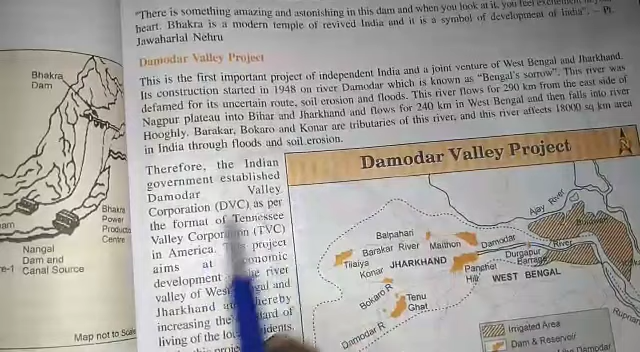 "There is something amazing and astonishing in this dam and when you look at it, you feel
heart. Bhakra is a modern temple of revived India and it is a symbol of development of India". – Pt.
Jawaharlal Nehru
Damodar Valley Project
This is the first important project of independent India and a joint venture of West Bengal and Jharkhand.
Its construction started in 1948 on river Damodar which is known as "Bengal's sorrow". This river was
defamed for its uncertain route, soil erosion and floods. This river flows for 290 km from the east side of
Nagpur plateau into Bihar and Jharkhand and flows for 240 km in West Bengal and then falls into river
Hooghly. Barakar, Bokaro and Konar are tributaries of this river, and this river affects 18000 sq km area
in India through floods and soil erosion.
Therefore, the Indian
government established
Damodar Valley
Corporation (DVC) as per
the format of Tennessee
Valley Corporation (TVC)
in America. This project
aims at economic
development river
valley of West and
Jharkhand thereby
increasing the
living of the
Damodar Valley Project
N
Ajay River
Balpahari
Barakar River
Maithon
Damodar
River
Tilaiya
Konar
JHARKHAND
Durgapur
Barrage
Panchet
Hill
WEST BENGAL
Bokaro R
Tenu
Ghat
Damodar R
Irrigated Area
Dam & Reservoir
Damodar
Bhakra
Dam
Bhakra
Power
Centre
Nangal
Dam and
Canal Source
Map not to Scale